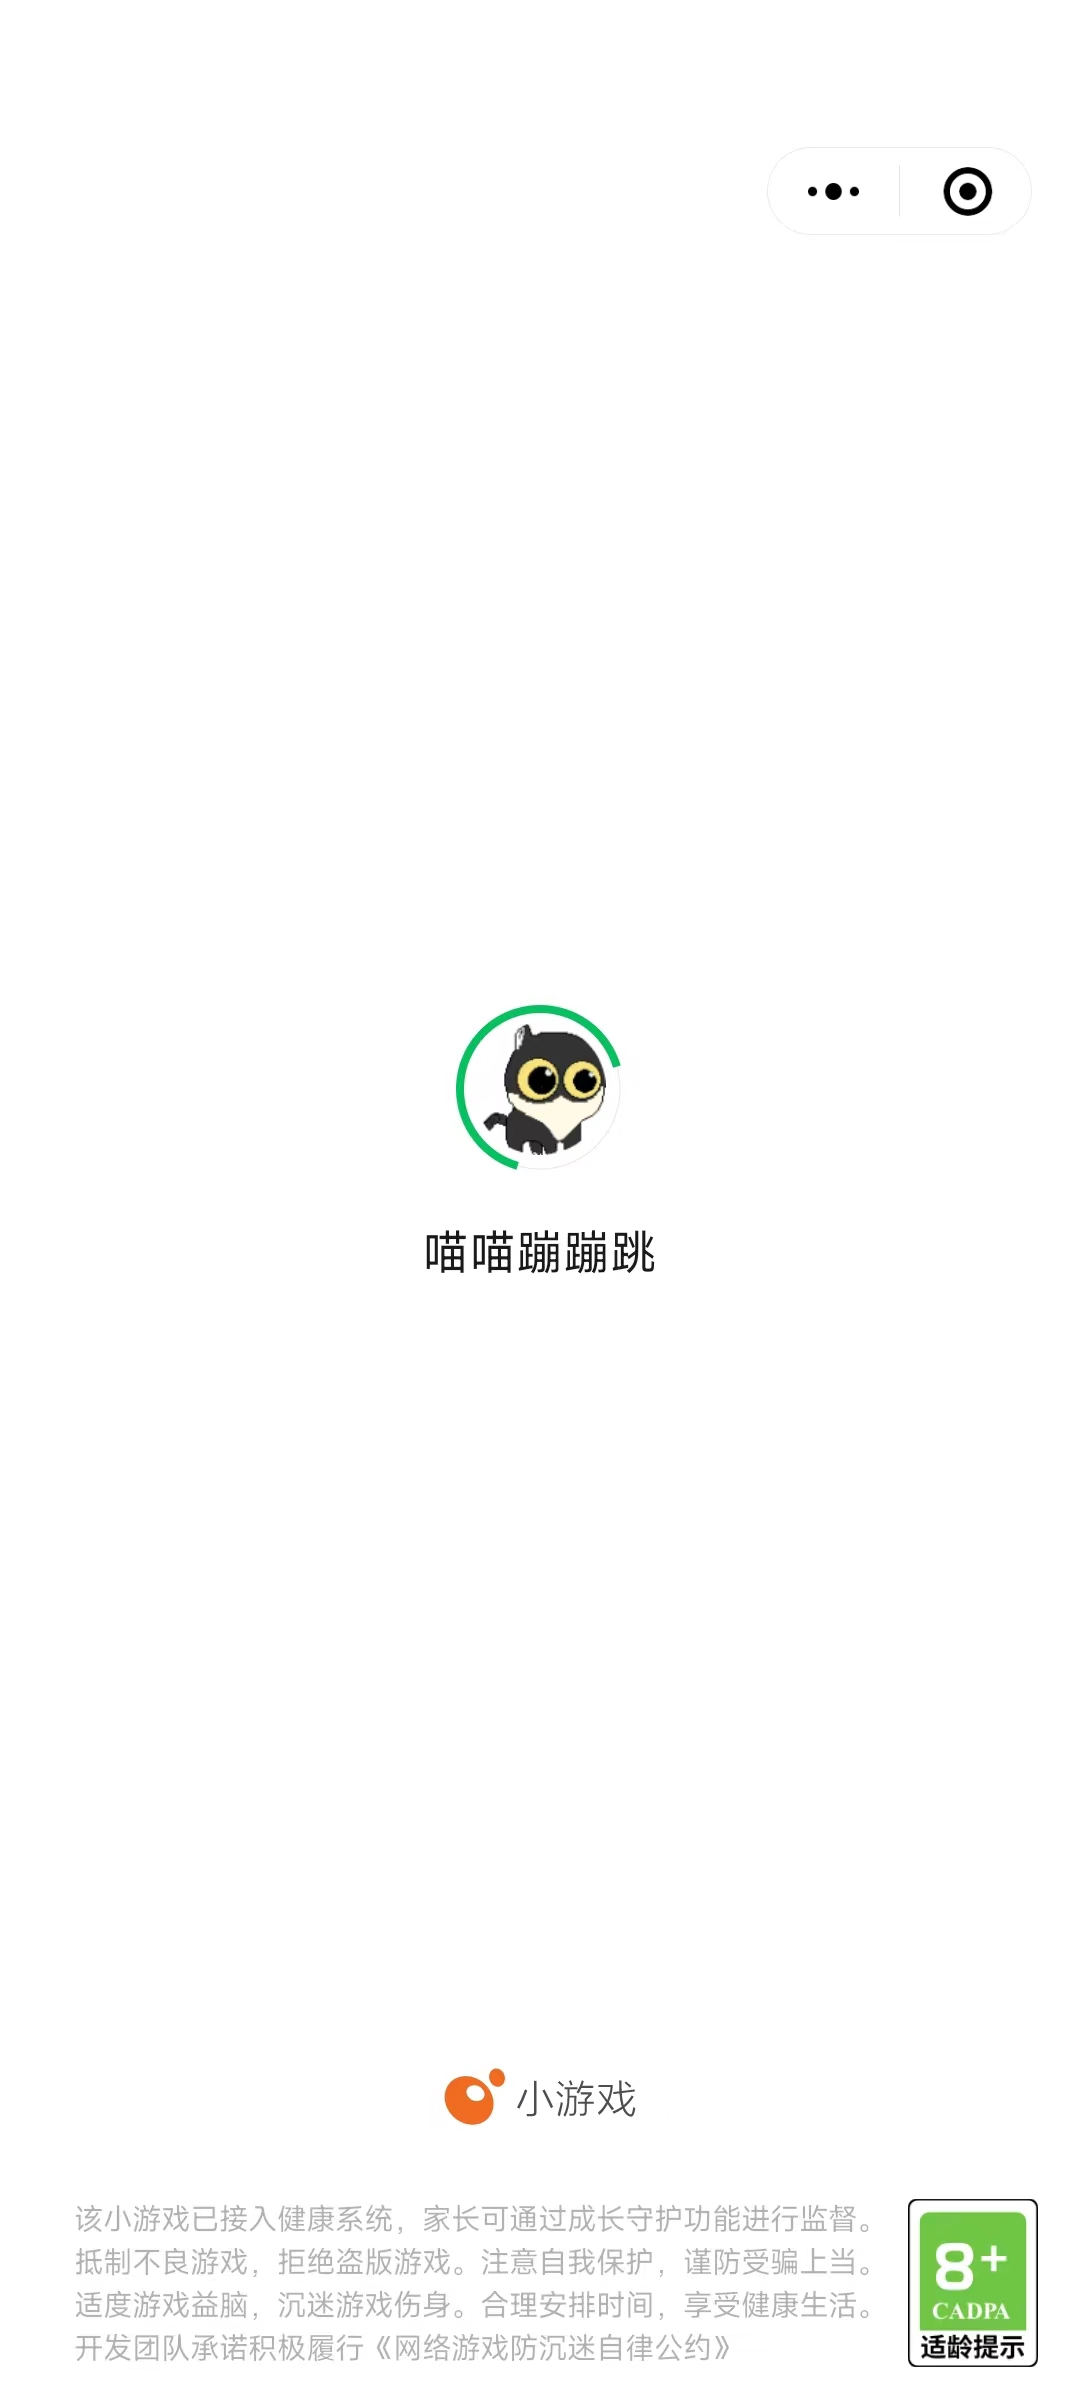 喵喵蹦蹦跳
小游戏
该小游戏已接入健康系统，家长可通过成长守护功能进行监督。
抵制不良游戏，拒绝盗版游戏。注意自我保护，谨防受骗上当。
适度游戏益脑，沉迷游戏伤身。合理安排时间，享受健康生活。
开发团队承诺积极履行《网络游戏防沉迷自律公约》
8+
CADPA
适龄提示